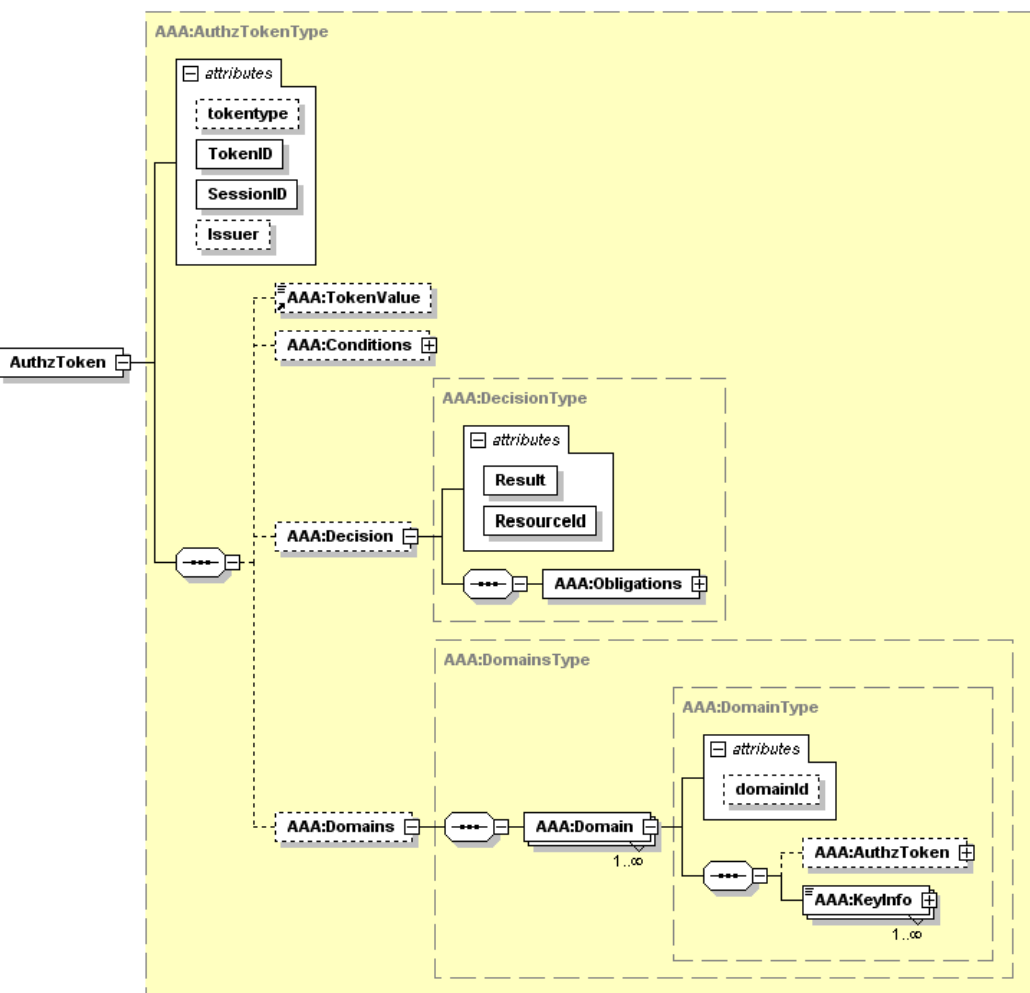 AAA:AuthzTokenType
attributes
tokentype
TokenID
SessionID
Issuer
AAA:TokenValue
AAA:Conditions
AuthzToken
AAA:DecisionType
attributes
Result
ResourceId
AAA:Decision
AAA:Obligations
AAA:DomainsType
AAA:DomainType
attributes
domainId
AAA:Domains
AAA:Domain
1..∞
AAA:AuthzToken
AAA:KeyInfo
1..∞